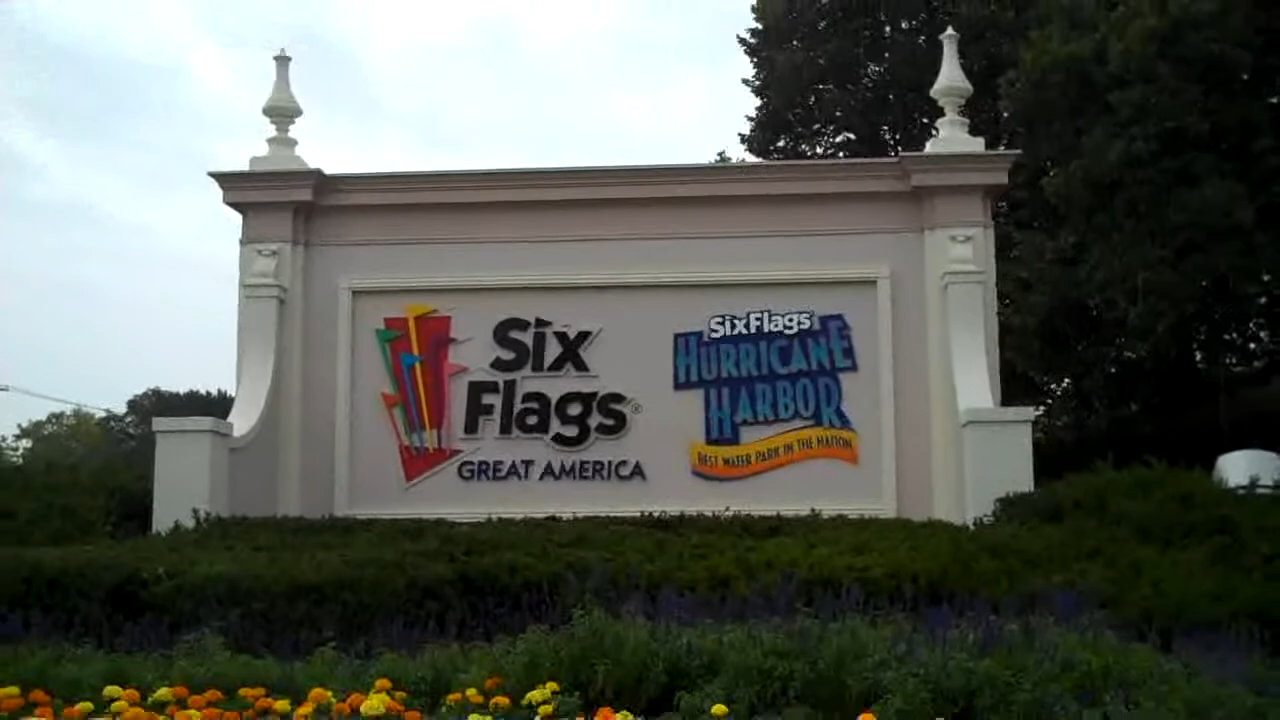 Six
Flags®
GREAT AMERICA
SixFlags
HURRICANE
HARBOR
BEST WATER PARK IN THE NATION